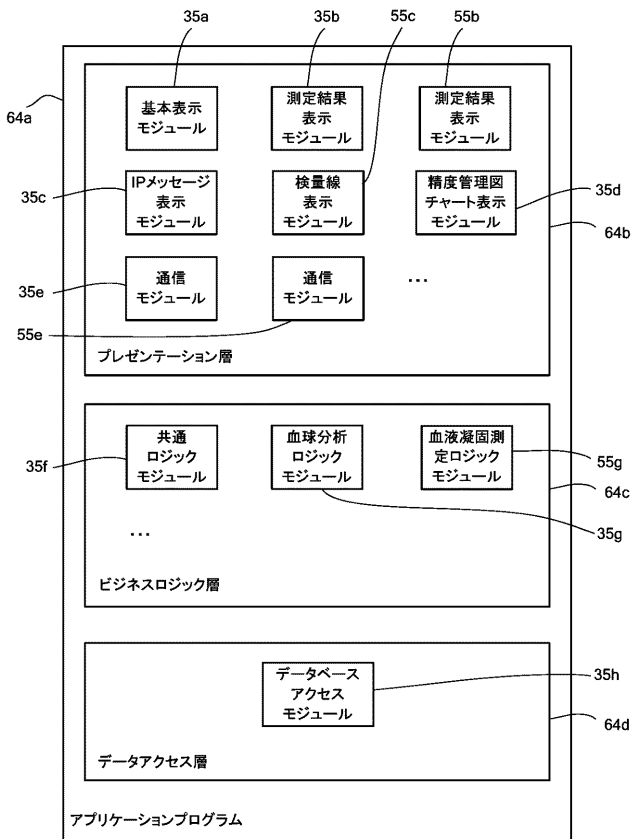 35a
35b
55c
55b
64a
基本表示
モジュール
測定結果
表示
モジュール
測定結果
表示
モジュール
35c
IPメッセージ
表示
モジュール
検量線
表示
モジュール
精度管理図
チャート表示
モジュール
35d
64b
35e
通信
モジュール
通信
モジュール
...
55e
プレゼンテーション層
35f
共通
ロジック
モジュール
血球分析
ロジック
モジュール
血液凝固測
定ロジック
モジュール
55g
64c
35g
...
ビジネスロジック層
データベース
アクセス
モジュール
35h
64d
データアクセス層
アプリケーションプログラム